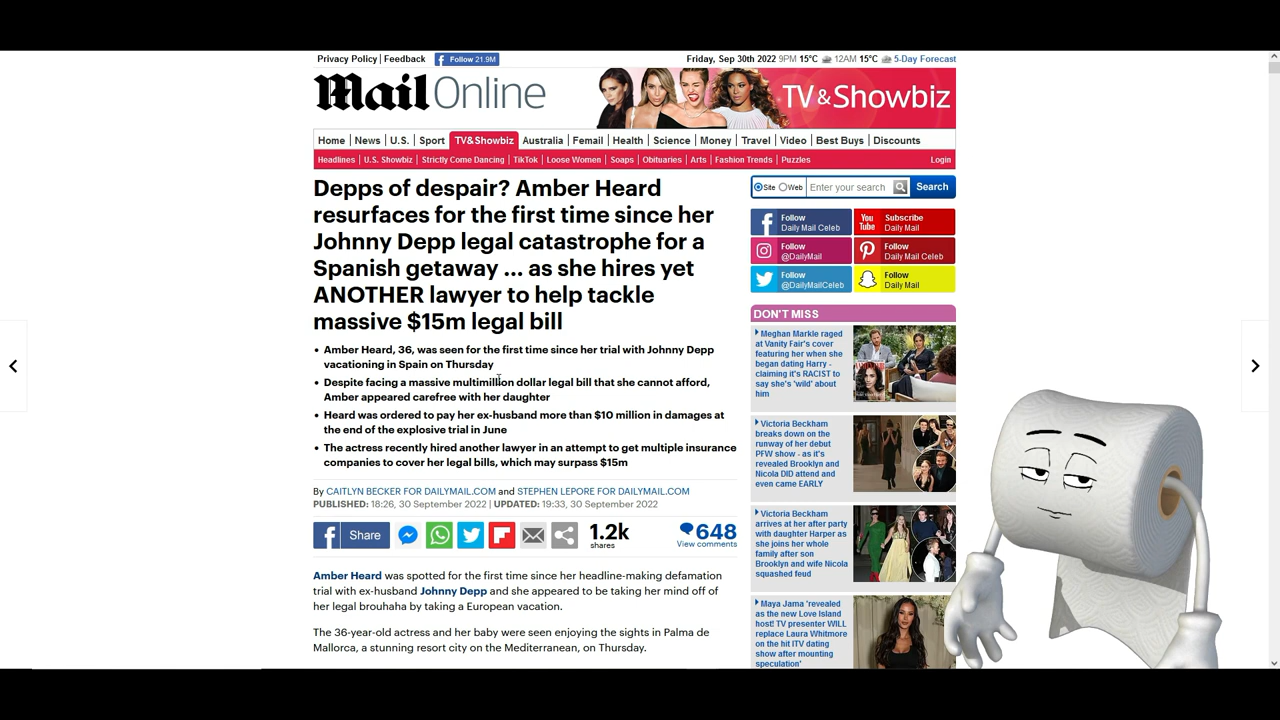 Privacy Policy | Feedback
Follow 21.9M
Friday, Sep 30th 2022 9PM 15°C 12AM 15°C 5-Day Forecast
Mail Online
TV&Showbiz
Home News U.S. Sport TV&Showbiz Australia Femail Health Science Money Travel Video Best Buys Discounts
Headlines U.S. Showbiz Strictly Come Dancing TikTok Loose Women Soaps Obituaries Arts Fashion Trends Puzzles Login
Depps of despair? Amber Heard
resurfaces for the first time since her
Johnny Depp legal catastrophe for a
Spanish getaway ... as she hires yet
ANOTHER lawyer to help tackle
massive $15m legal bill
• Amber Heard, 36, was seen for the first time since her trial with Johnny Depp
vacationing in Spain on Thursday
• Despite facing a massive multimillion dollar legal bill that she cannot afford,
Amber appeared carefree with her daughter
• Heard was ordered to pay her ex-husband more than $10 million in damages at
the end of the explosive trial in June
• The actress recently hired another lawyer in an attempt to get multiple insurance
companies to cover her legal bills, which may surpass $15m
By CAITLYN BECKER FOR DAILYMAIL.COM and STEPHEN LEPORE FOR DAILYMAIL.COM
PUBLISHED: 18:26, 30 September 2022 | UPDATED: 19:33, 30 September 2022
Share
1.2k
shares
648
View comments
Amber Heard was spotted for the first time since her headline-making defamation
trial with ex-husband Johnny Depp and she appeared to be taking her mind off of
her legal brouhaha by taking a European vacation.
The 36-year-old actress and her baby were seen enjoying the sights in Palma de
Mallorca, a stunning resort city on the Mediterranean, on Thursday.
Site Web Enter your search Search
Follow
Daily Mail Celeb
You
Tube
Subscribe
Daily Mail
Follow
@DailyMail
Follow
Daily Mail Celeb
Follow
@DailyMailCeleb
Follow
Daily Mail
DON'T MISS
Meghan Markle raged
at Vanity Fair's cover
featuring her when she
began dating Harry -
claiming it's RACIST to
say she's 'wild' about
him
Victoria Beckham
breaks down on the
runway of her debut
PFW show - as it's
revealed Brooklyn and
Nicola DID attend and
even came EARLY
Victoria Beckham
arrives at her after party
with daughter Harper as
she joins her whole
family after son
Brooklyn and wife Nicola
squashed feud
Maya Jama 'revealed
as the new Love Island
host! TV presenter WILL
replace Laura Whitmore
on the hit ITV dating
show after mounting
speculation'